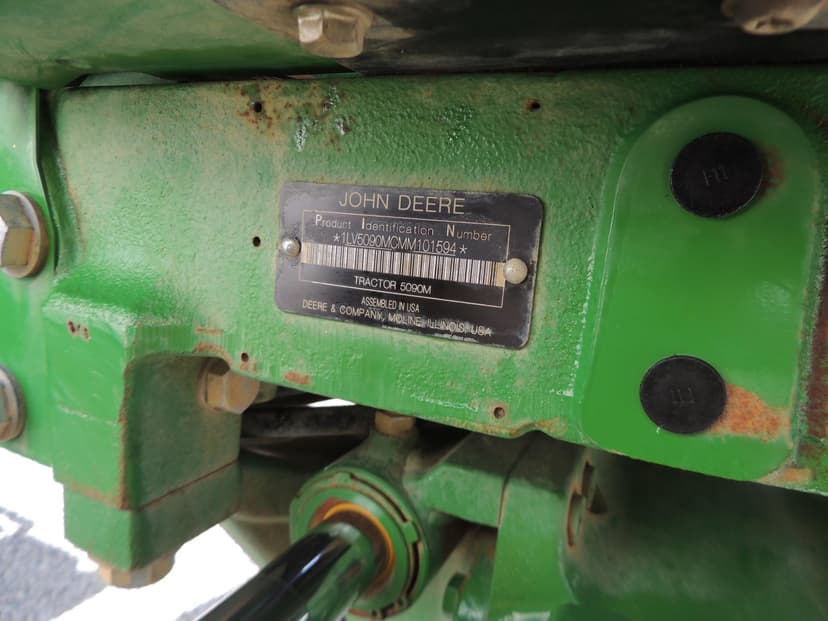 JOHN DEERE
Product Identification Number
*1LV5090MCMM101594*
TRACTOR 5090M
ASSEMBLED IN USA
DEERE & COMPANY, MOLINE, ILLINOIS, USA